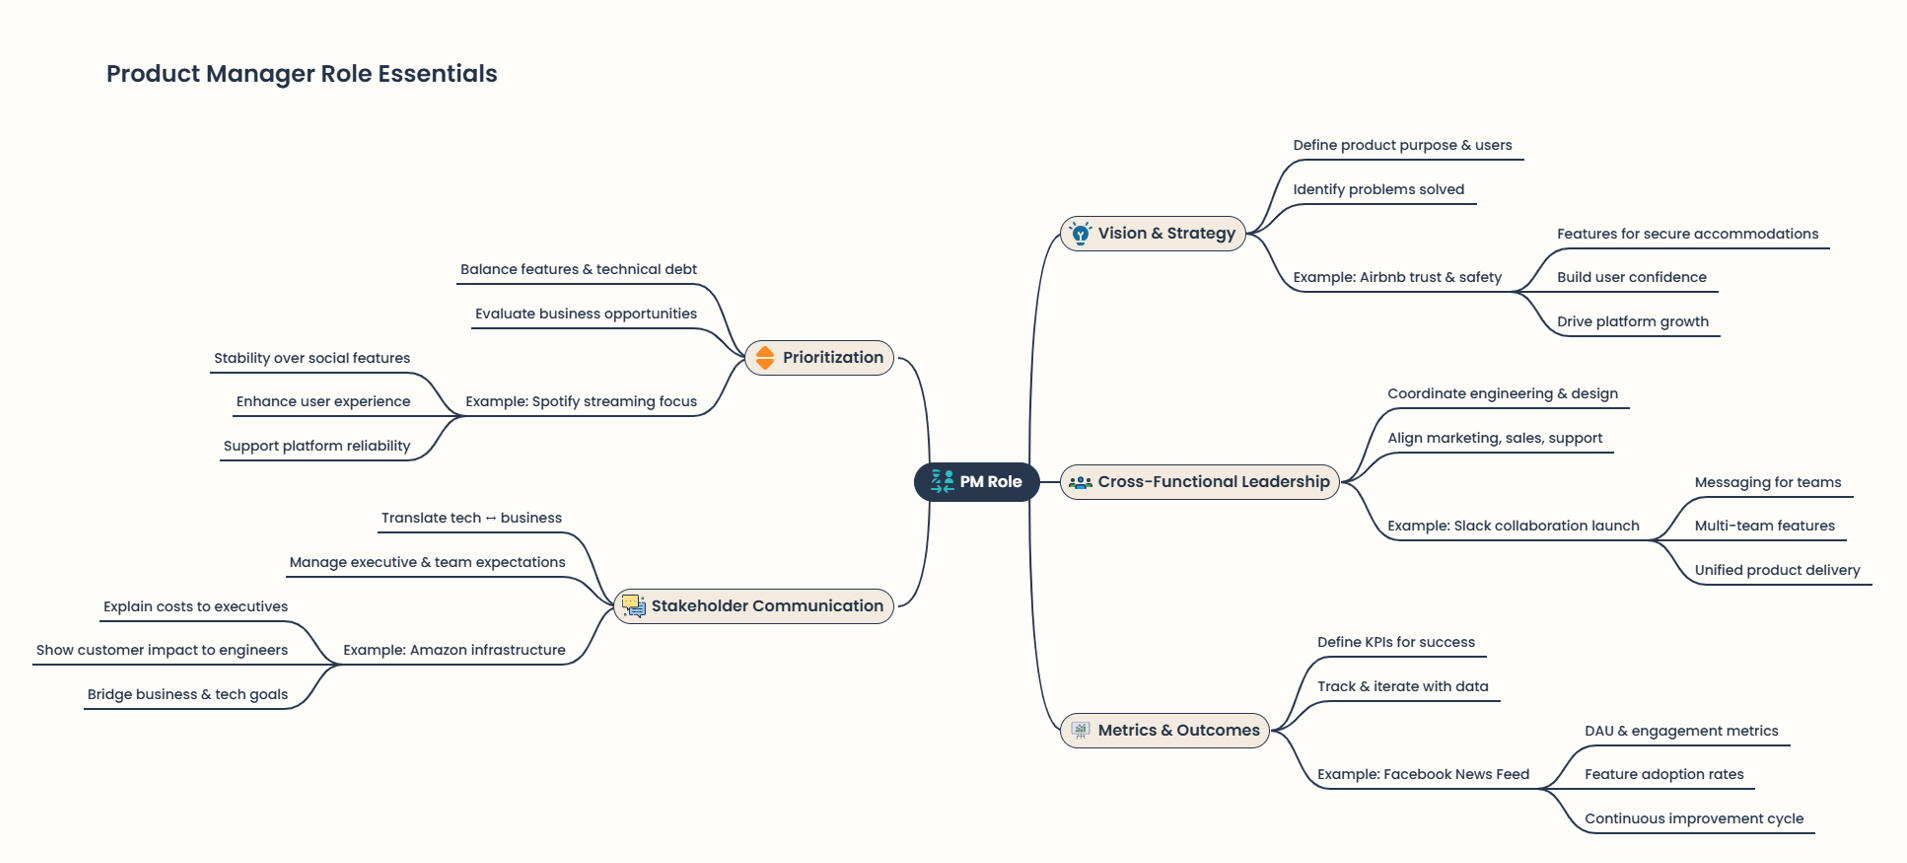 Product Manager Role Essentials
PM Role
Vision & Strategy
Define product purpose & users
Identify problems solved
Example: Airbnb trust & safety
Features for secure accommodations
Build user confidence
Drive platform growth
Cross-Functional Leadership
Coordinate engineering & design
Align marketing, sales, support
Example: Slack collaboration launch
Messaging for teams
Multi-team features
Unified product delivery
Metrics & Outcomes
Define KPIs for success
Track & iterate with data
Example: Facebook News Feed
DAU & engagement metrics
Feature adoption rates
Continuous improvement cycle
Prioritization
Balance features & technical debt
Evaluate business opportunities
Example: Spotify streaming focus
Stability over social features
Enhance user experience
Support platform reliability
Stakeholder Communication
Translate tech ↔ business
Manage executive & team expectations
Example: Amazon infrastructure
Explain costs to executives
Show customer impact to engineers
Bridge business & tech goals